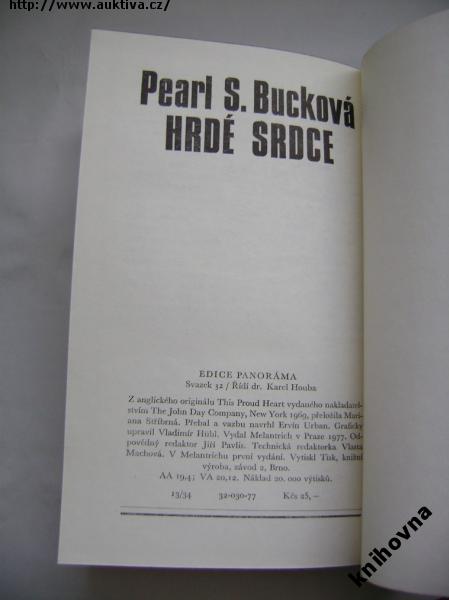 http://www.auktiva.cz/
Pearl S. Bucková
HRDÉ SRDCE
EDICE PANORÁMA
Svazek 32 / Řídí dr. Karel Houba
Z anglického originálu This Proud Heart vydaného nakladatel-
stvím The John Day Company, New York 1969, přeložila Mari-
ana Stříbrná. Přebal a vazbu navrhl Ervín Urban. Graficky
upravil Vladimír Hübl. Vydal Melantrich v Praze 1977. Od-
povědný redaktor Jiří Pavlis. Technická redaktorka Vlasta
Machová. V Melantrichu první vydání. Vytiskl Tisk, knižní
výroba, závod 2, Brno.
AA 19,4; VA 20,12. Náklad 20.000 výtisků.
13/34 32-030-77 Kčs 25,–
knihovna